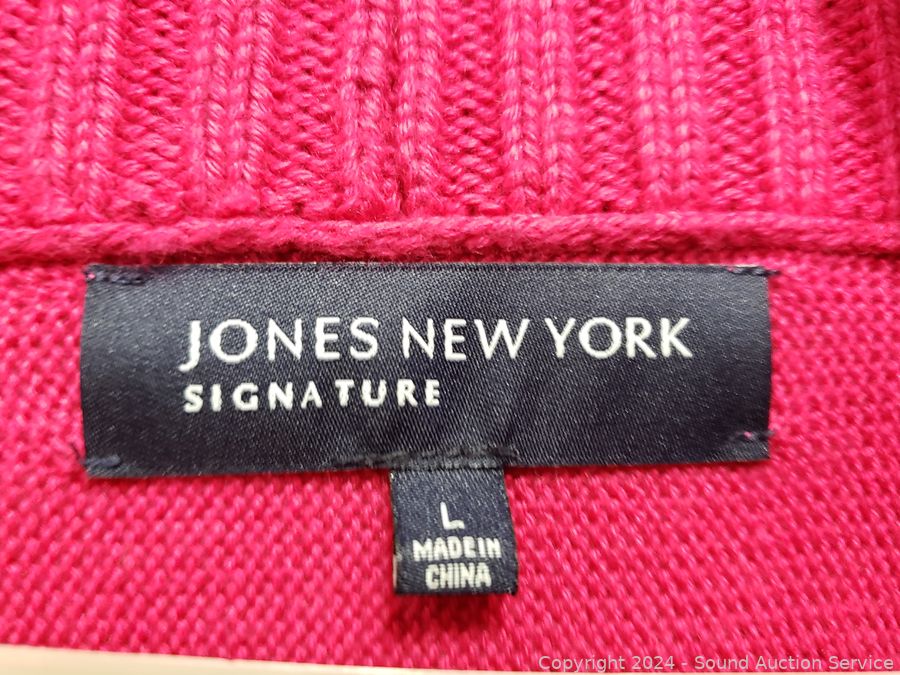 JONES NEW YORK
SIGNATURE
L
MADE IN
CHINA
Copyright 2024 - Sound Auction Service